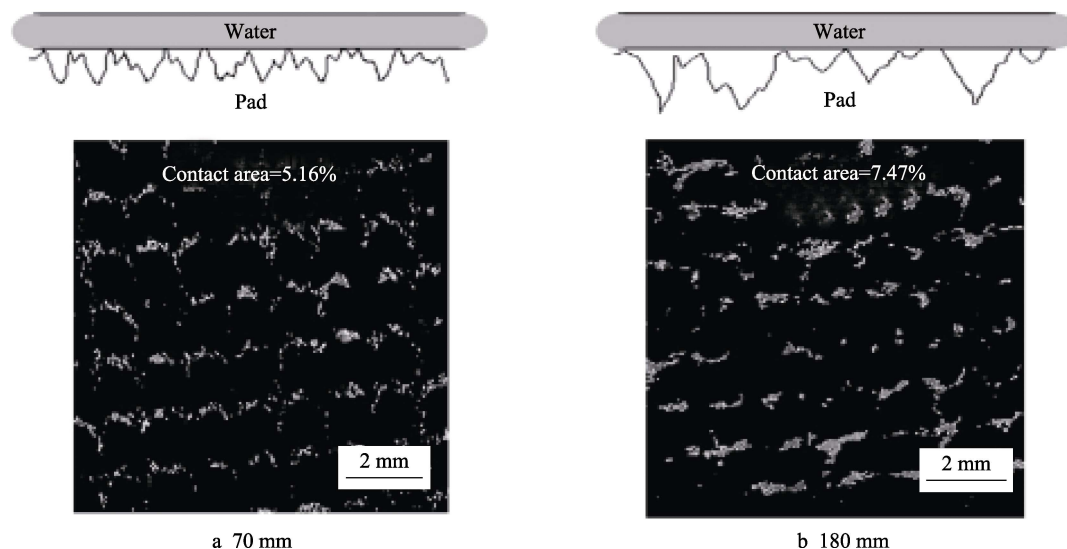 Water
Pad
Contact area=5.16%
2 mm
a 70 mm
Water
Pad
Contact area=7.47%
2 mm
b 180 mm